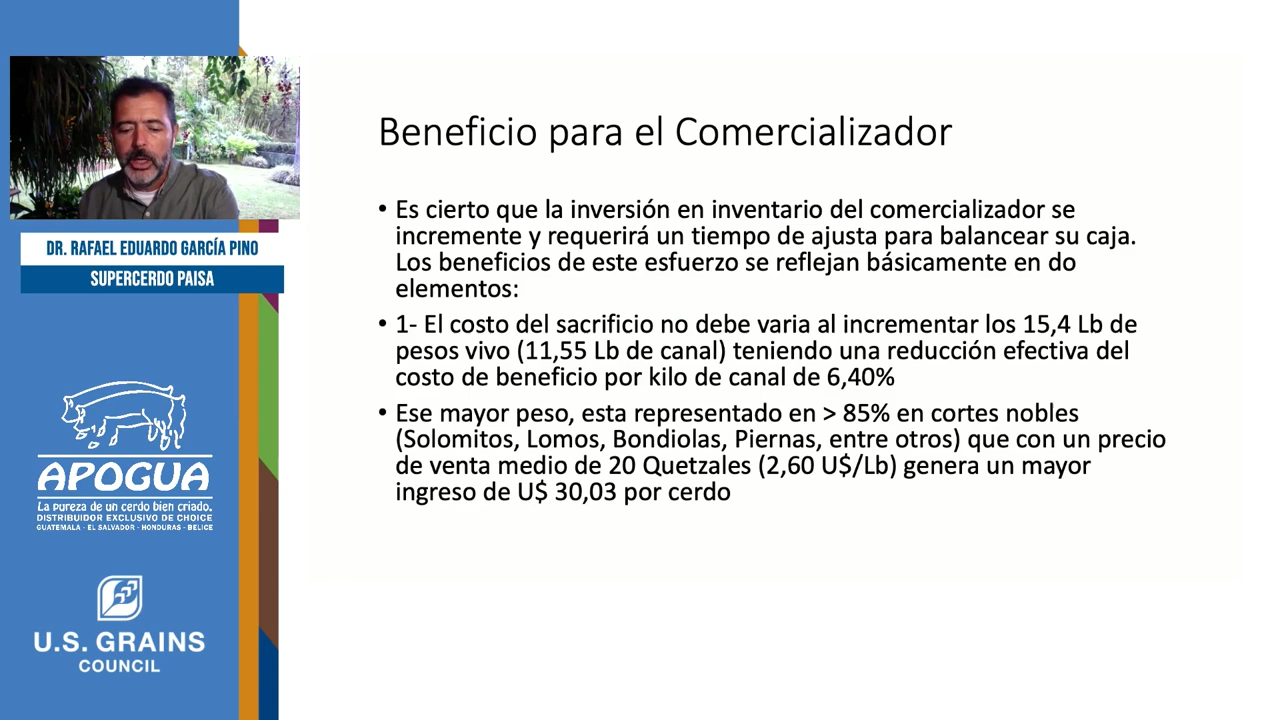 DR. RAFAEL EDUARDO GARCÍA PINO
SUPERCERDO PAISA
APOGUA
La pureza de un cerdo bien criado.
DISTRIBUIDOR EXCLUSIVO DE CHOICE
GUATEMALA - EL SALVADOR - HONDURAS - BELICE
U.S. GRAINS
COUNCIL
Beneficio para el Comercializador
• Es cierto que la inversión en inventario del comercializador se
incremente y requerirá un tiempo de ajusta para balancear su caja.
Los beneficios de este esfuerzo se reflejan básicamente en do
elementos:
• 1- El costo del sacrificio no debe varia al incrementar los 15,4 Lb de
pesos vivo (11,55 Lb de canal) teniendo una reducción efectiva del
costo de beneficio por kilo de canal de 6,40%
• Ese mayor peso, esta representado en > 85% en cortes nobles
(Solomitos, Lomos, Bondiolas, Piernas, entre otros) que con un precio
de venta medio de 20 Quetzales (2,60 U$/Lb) genera un mayor
ingreso de U$ 30,03 por cerdo